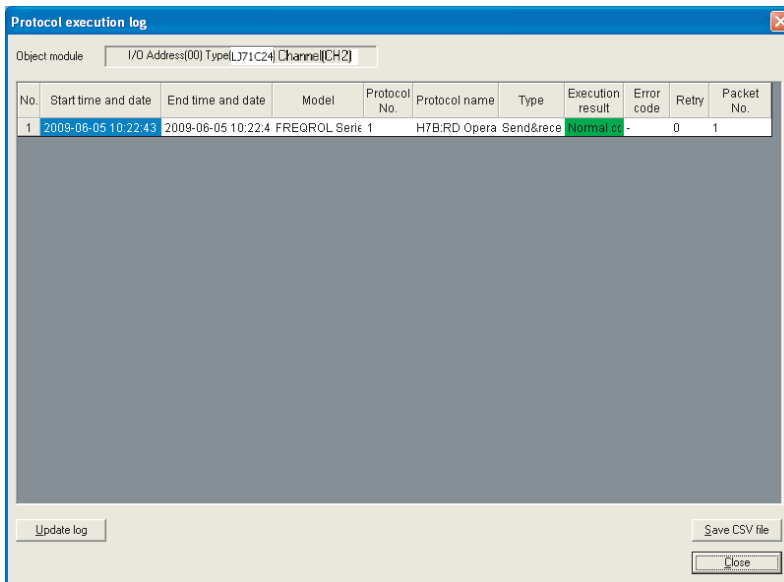 Protocol execution log
Object module I/O Address(00) Type(LJ71C24) Channel(CH2)
No. Start time and date End time and date Model Protocol No. Protocol name Type Execution result Error code Retry Packet No.
1 2009-06-05 10:22:43 2009-06-05 10:22:4 FREQROL Serie 1 H7B:RD Opera Send&rece Normal cc - 0 1
Update log Save CSV file
Close